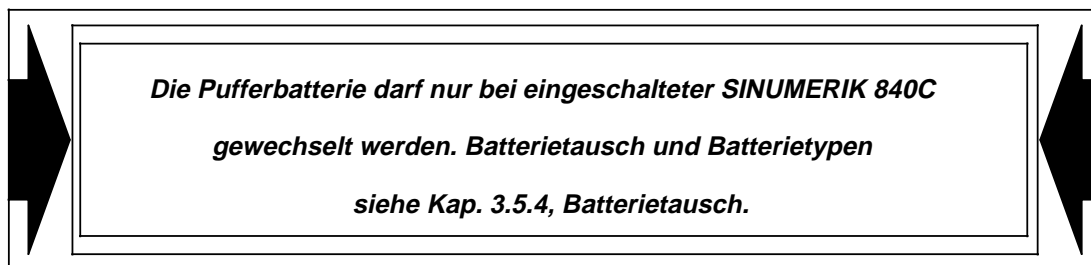 Die Pufferbatterie darf nur bei eingeschalteter SINUMERIK 840C
gewechselt werden. Batterietausch und Batterietypen
siehe Kap. 3.5.4, Batterietausch.